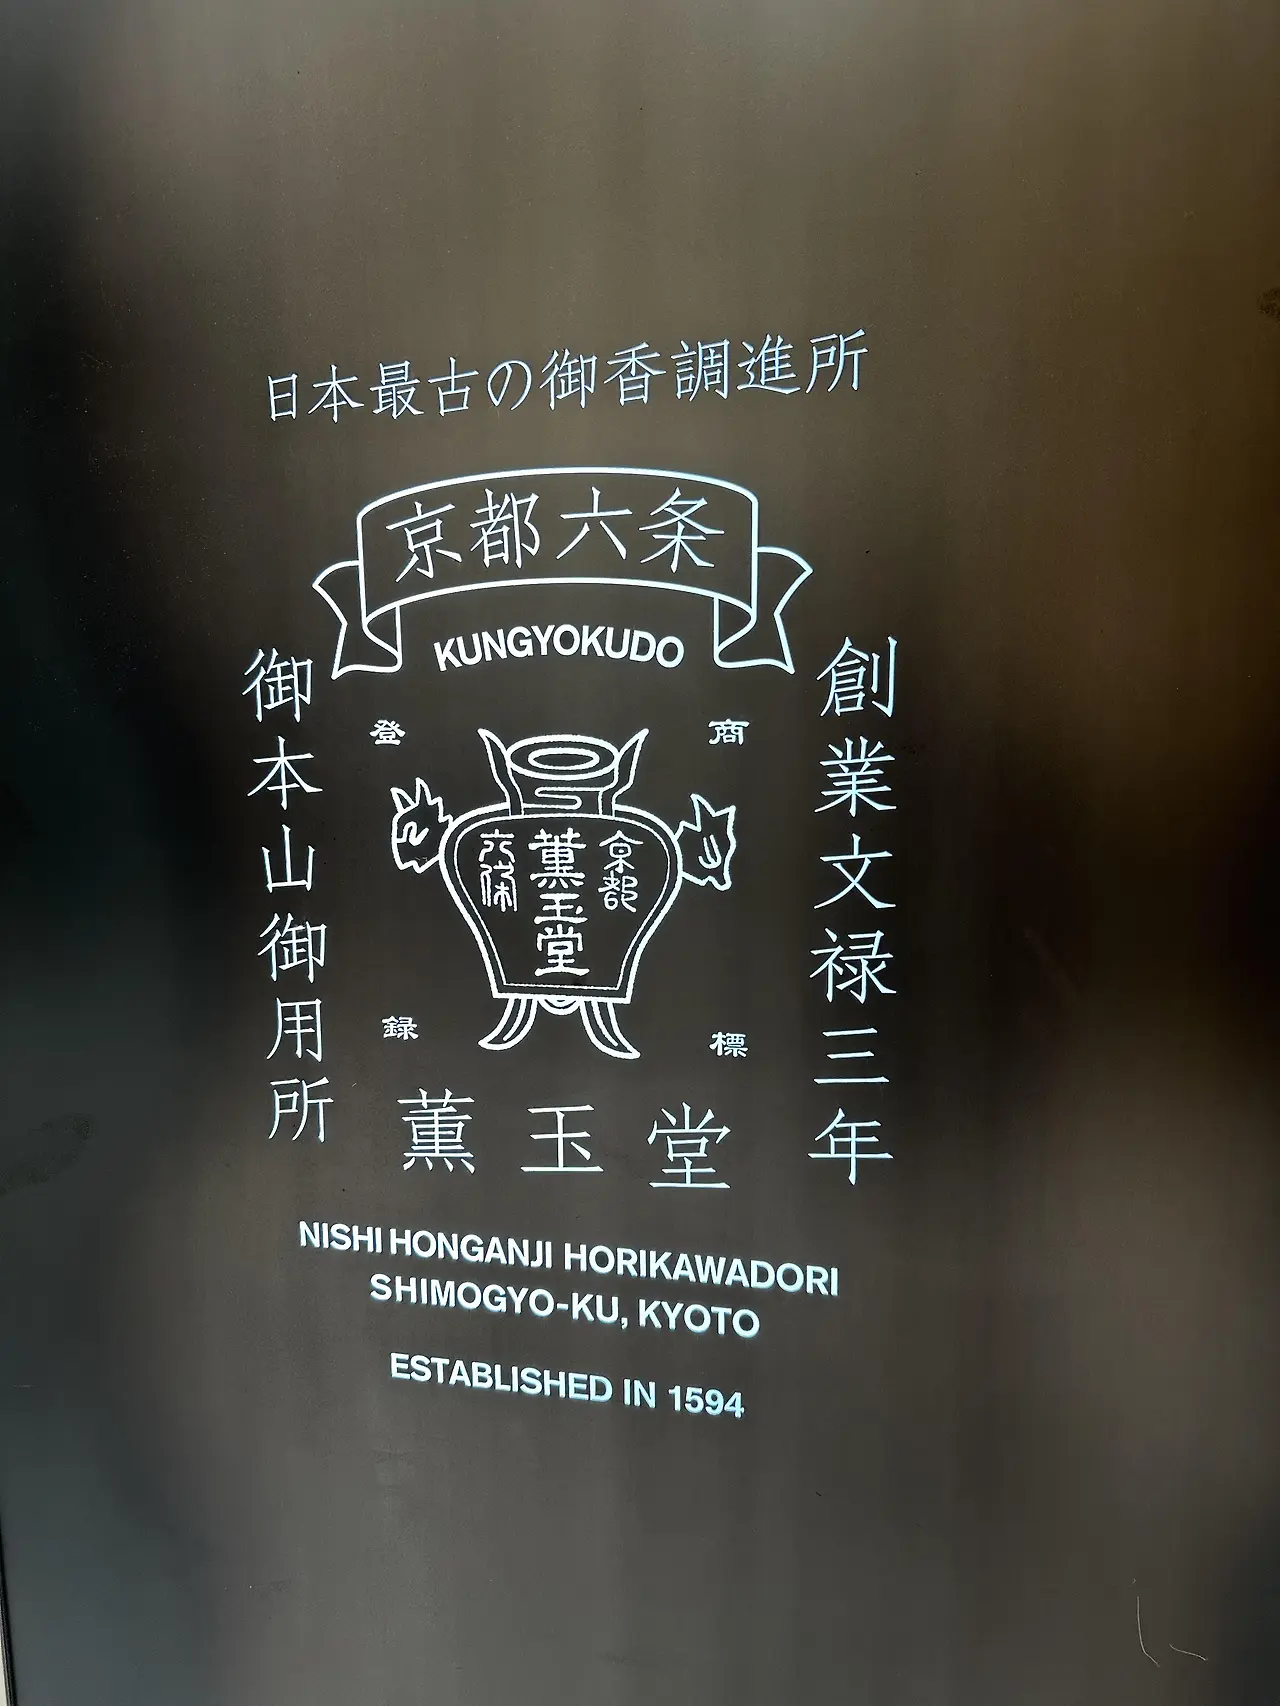 日本最古の御香調進所
京都六条
KUNGYOKUDO
創業文禄三年
御本山御用所
商標
登録
京都
薫玉堂
六條
薫玉堂
NISHI HONGANJI HORIKAWADORI
SHIMOGYO-KU, KYOTO
ESTABLISHED IN 1594